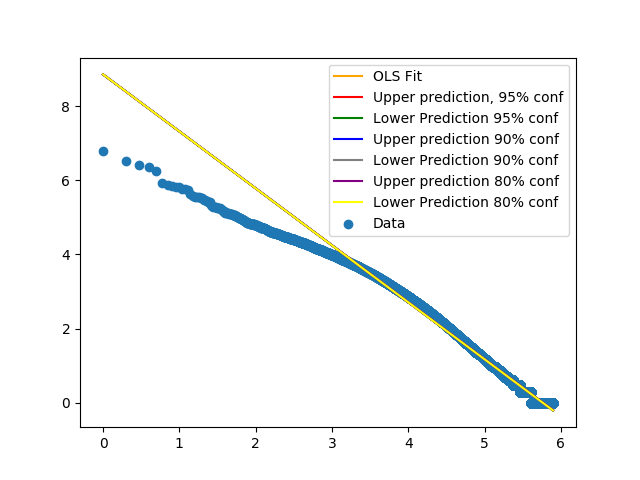 OLS Fit
Upper prediction, 95% conf
Lower Prediction 95% conf
Upper prediction 90% conf
Lower Prediction 90% conf
Upper prediction 80% conf
Lower Prediction 80% conf
Data
8
6
4
2
0
0 1 2 3 4 5 6